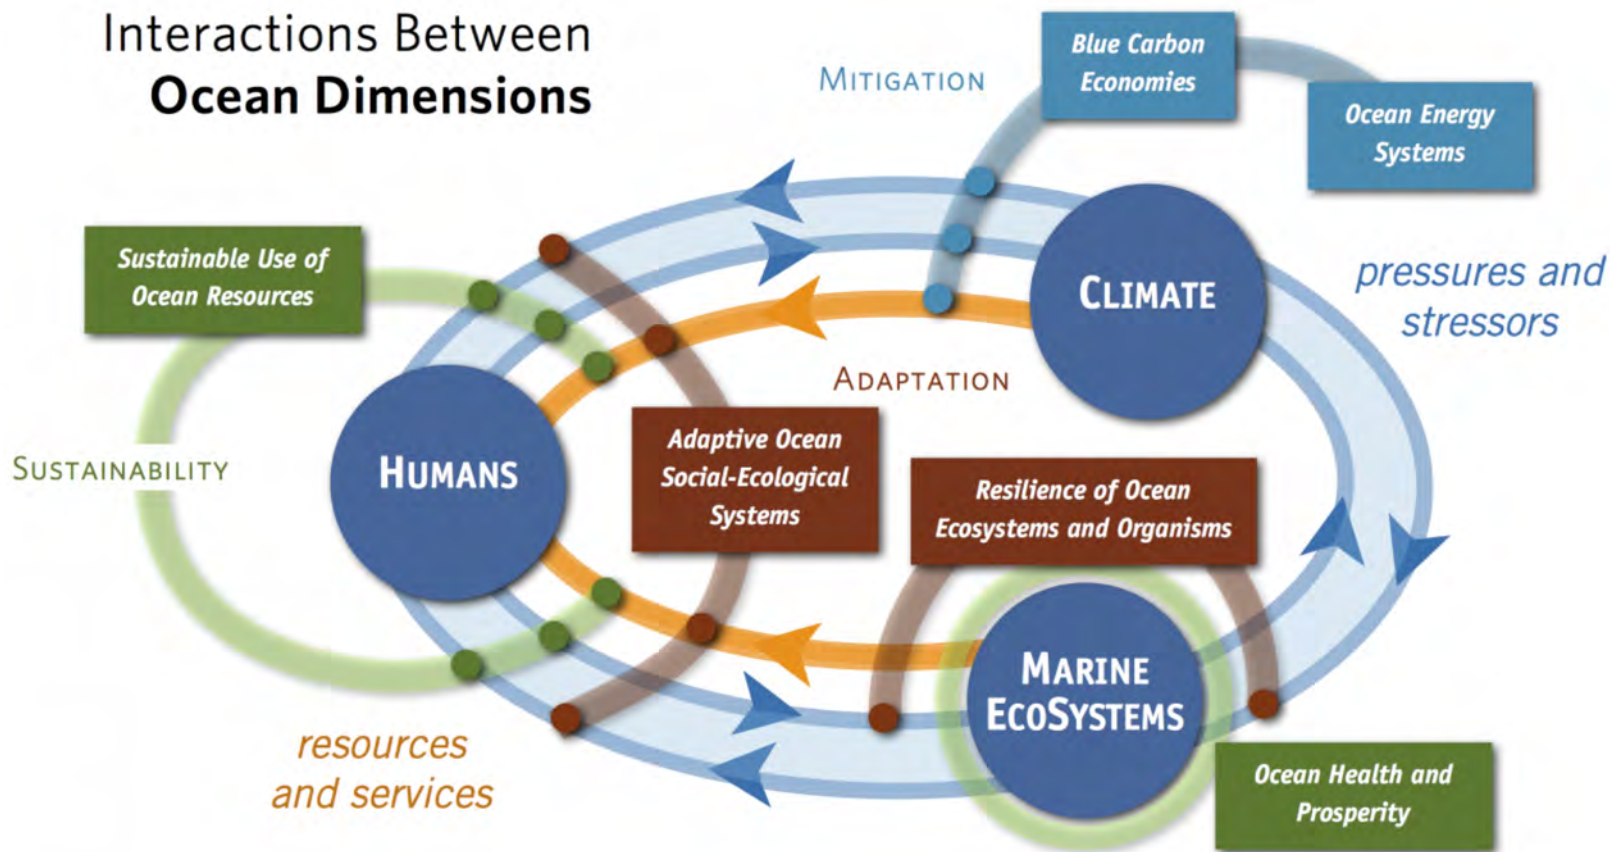 Interactions Between
Ocean Dimensions
MITIGATION
Blue Carbon
Economies
Ocean Energy
Systems
Sustainable Use of
Ocean Resources
CLIMATE
pressures and
stressors
ADAPTATION
SUSTAINABILITY
HUMANS
Adaptive Ocean
Social-Ecological
Systems
Resilience of Ocean
Ecosystems and Organisms
MARINE
ECOSYSTEMS
resources
and services
Ocean Health and
Prosperity